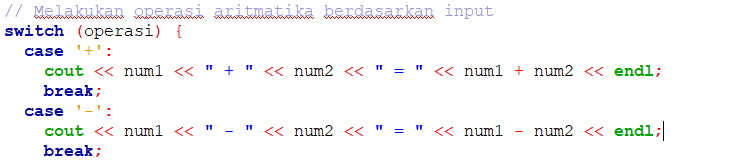 // Melakukan operasi aritmatika berdasarkan input
switch (operasi) {
case '+':
cout << num1 << " + " << num2 << " = " << num1 + num2 << endl;
break;
case '-':
cout << num1 << " - " << num2 << " = " << num1 - num2 << endl;
break;